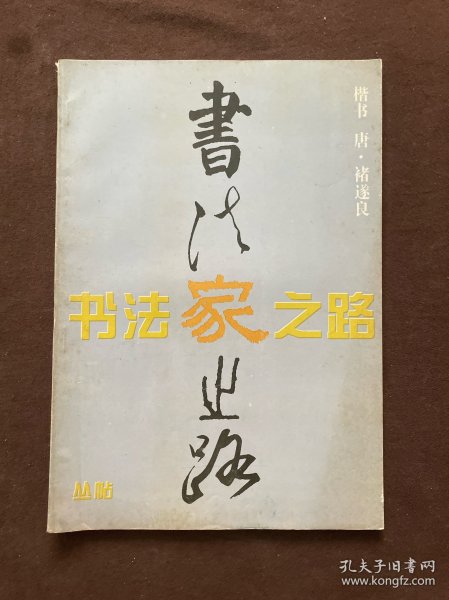 楷书 唐·褚遂良
書法家之路
书法家之路
丛帖
孔夫子旧书网
www.kongfz.com